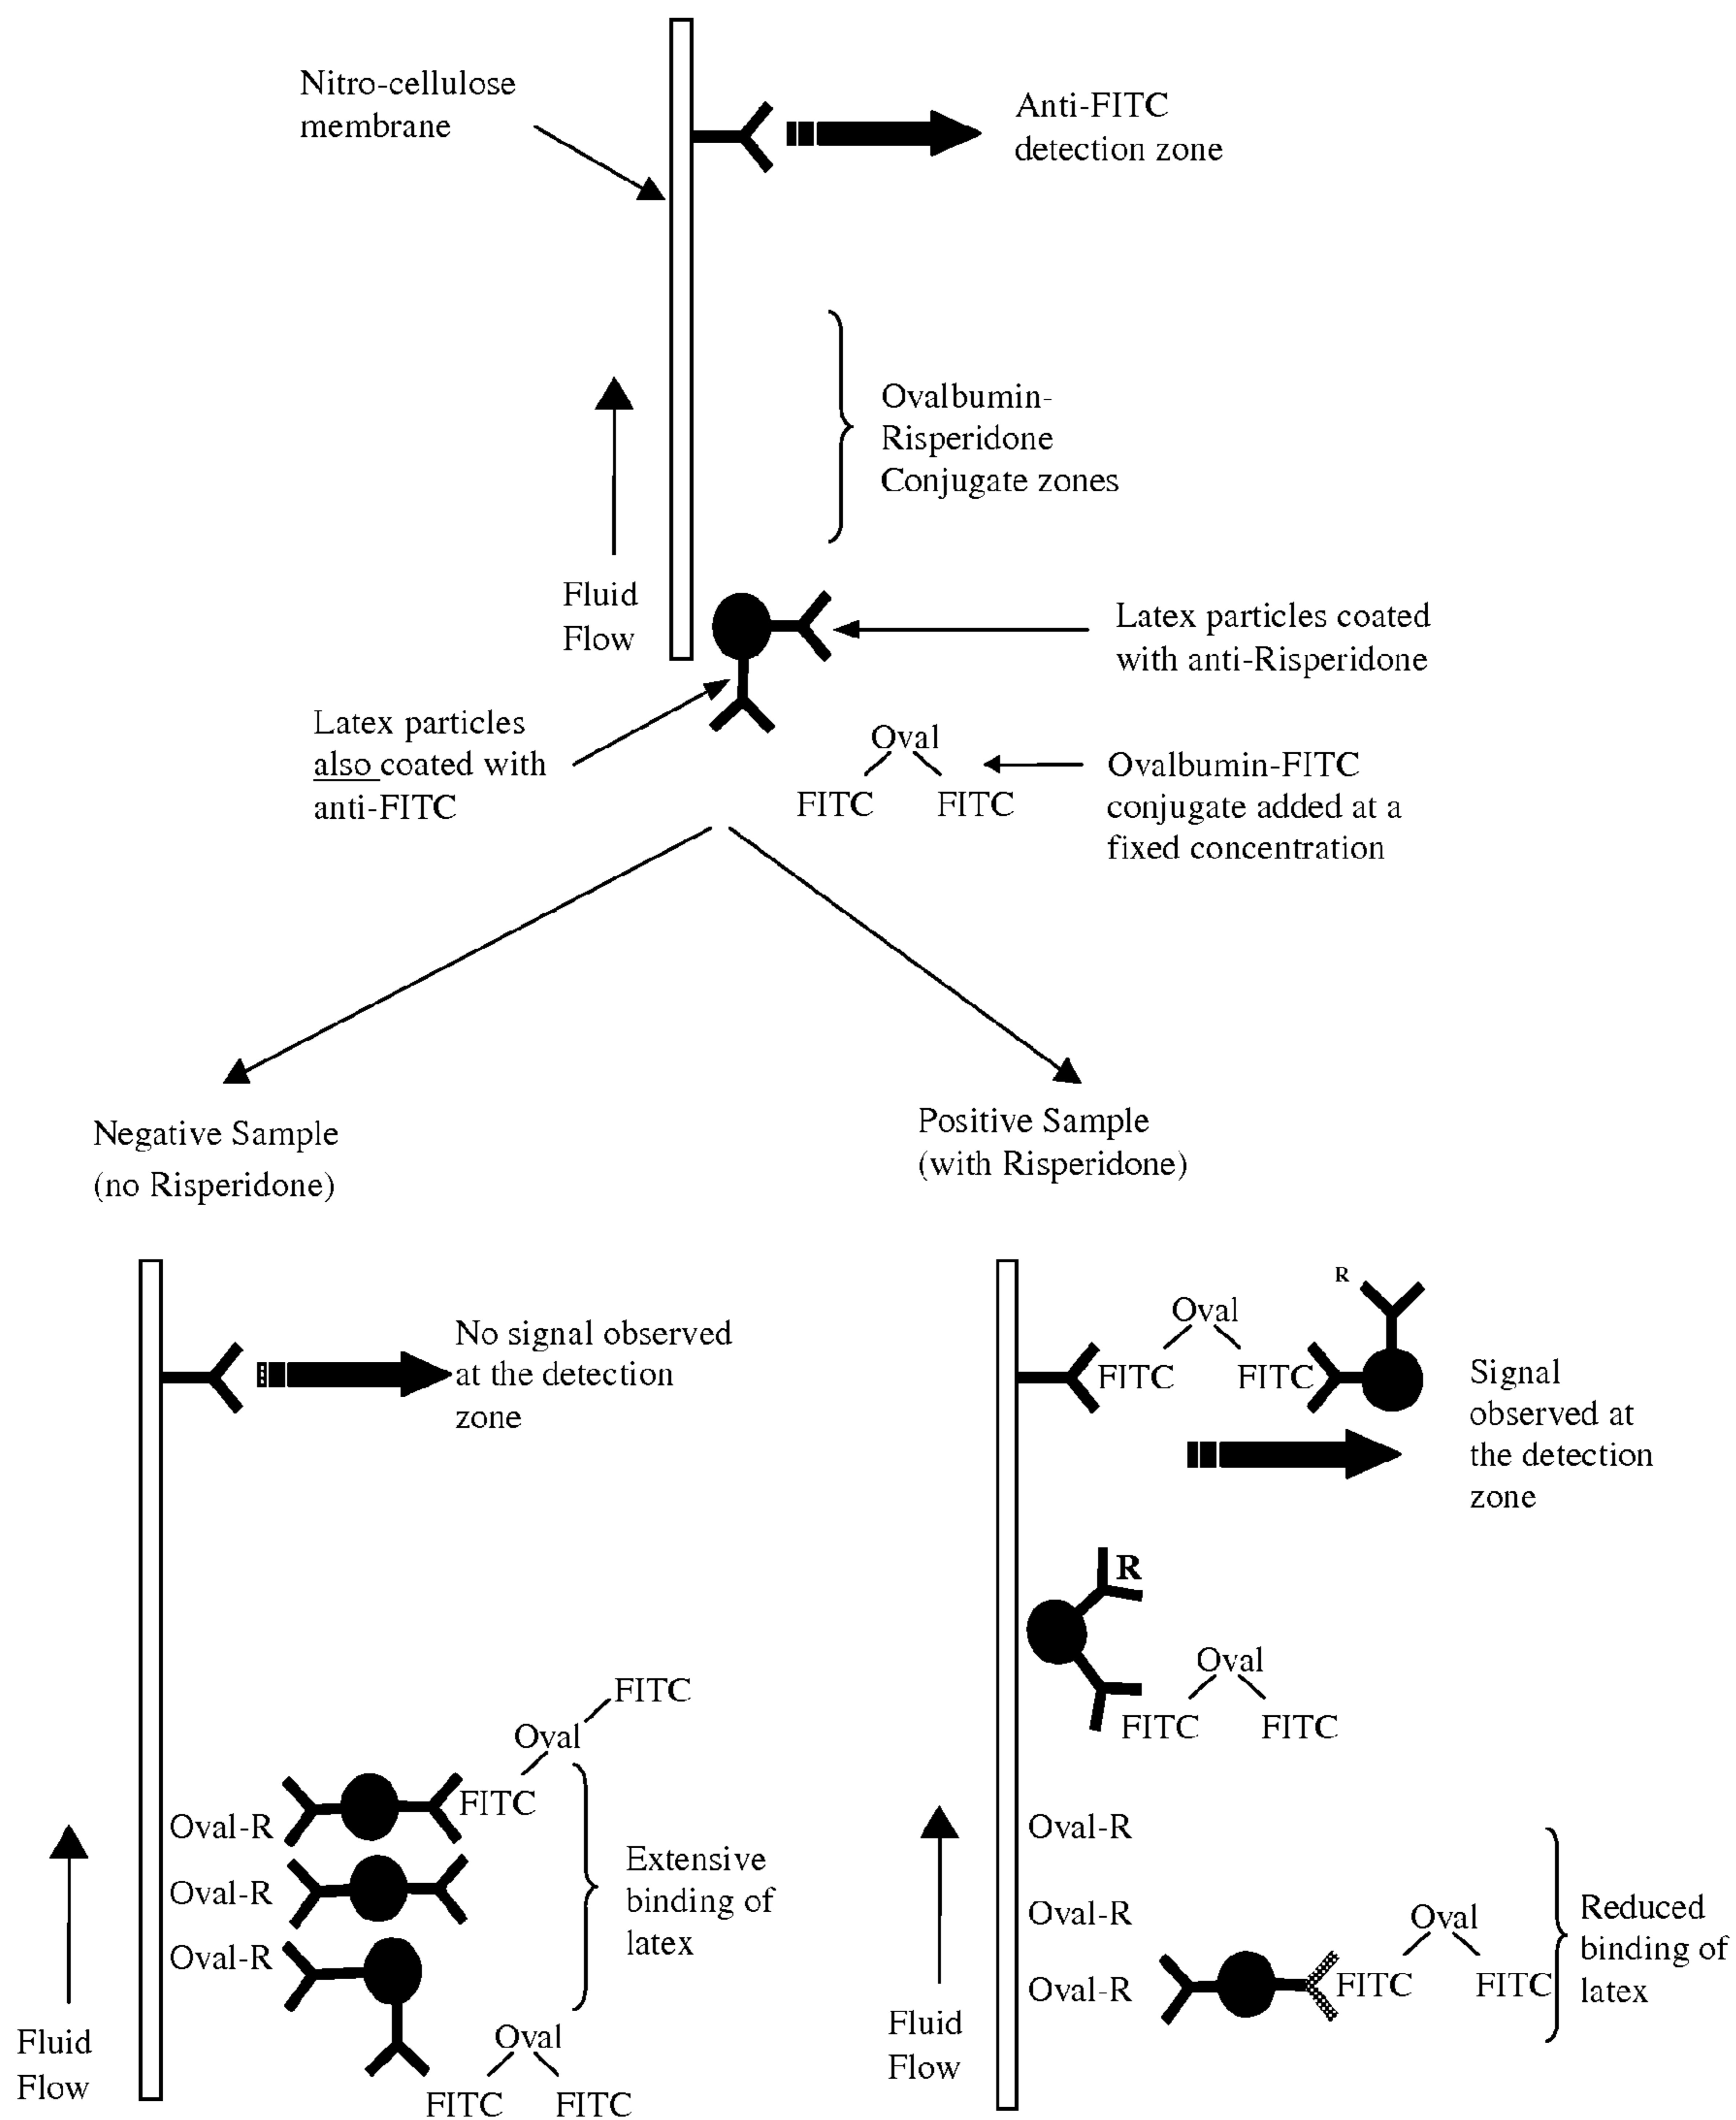 Nitro-cellulose
membrane
Anti-FITC
detection zone
Ovalbumin-
Risperidone
Conjugate zones
Fluid
Flow
Latex particles coated
with anti-Risperidone
Latex particles
also coated with
anti-FITC
Oval
FITC FITC
Ovalbumin-FITC
conjugate added at a
fixed concentration
Negative Sample
(no Risperidone)
Positive Sample
(with Risperidone)
No signal observed
at the detection
zone
FITC
Oval
FITC
Oval-R
Oval-R
Oval-R
Extensive
binding of
latex
Oval
FITC FITC
Fluid
Flow
R
Oval
FITC FITC
Signal
observed at
the detection
zone
R
Oval
FITC FITC
Oval-R
Oval-R
Oval-R
Oval
FITC FITC
Reduced
binding of
latex
Fluid
Flow